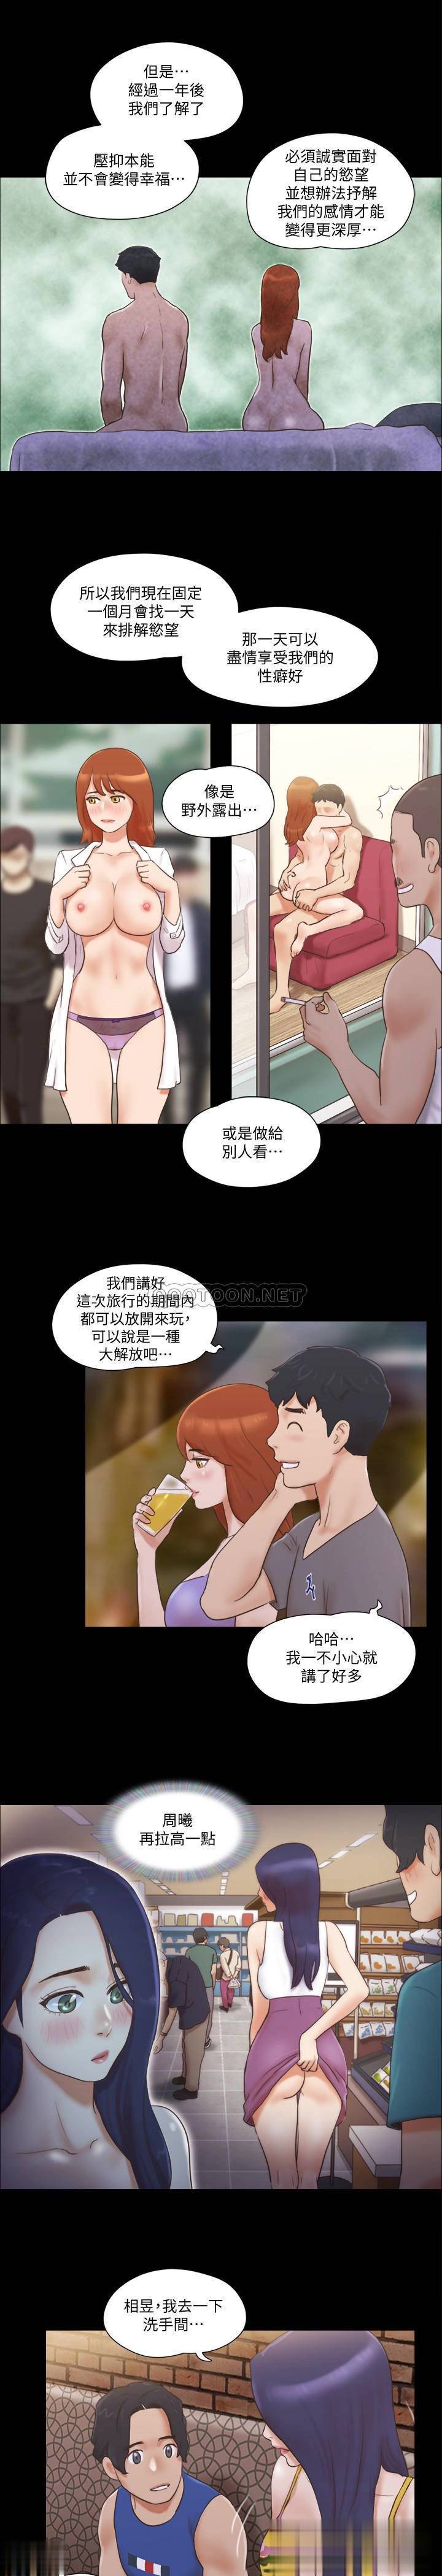 但是⋯
經過一年後
我們了解了
壓抑本能
並不會變得幸福⋯
必須誠實面對
自己的慾望
並想辦法抒解
我們的感情才能
變得更深厚⋯
所以我們現在固定
一個月會找一天
來排解慾望
那一天可以
盡情享受我們的
性癖好
像是
野外露出⋯
或是做給
別人看⋯
我們講好
這次旅行的期間內
都可以放開來玩，
可以說是一種
大解放吧⋯
哈哈⋯
我一不小心就
講了好多
周曦
再拉高一點
相昱，我去一下
洗手間⋯